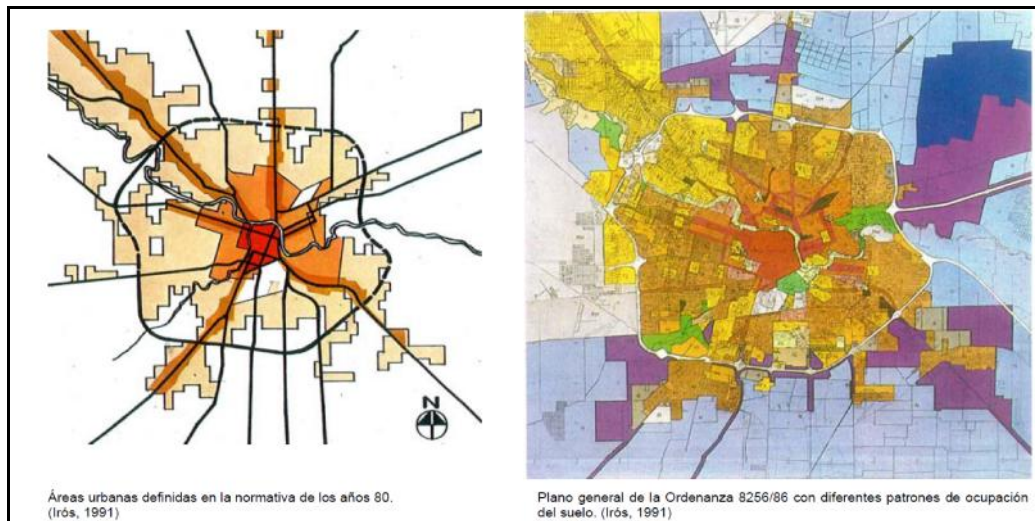 N
Áreas urbanas definidas en la normativa de los años 80.
(Irós, 1991)
Plano general de la Ordenanza 8256/86 con diferentes patrones de ocupación
del suelo. (Irós, 1991)